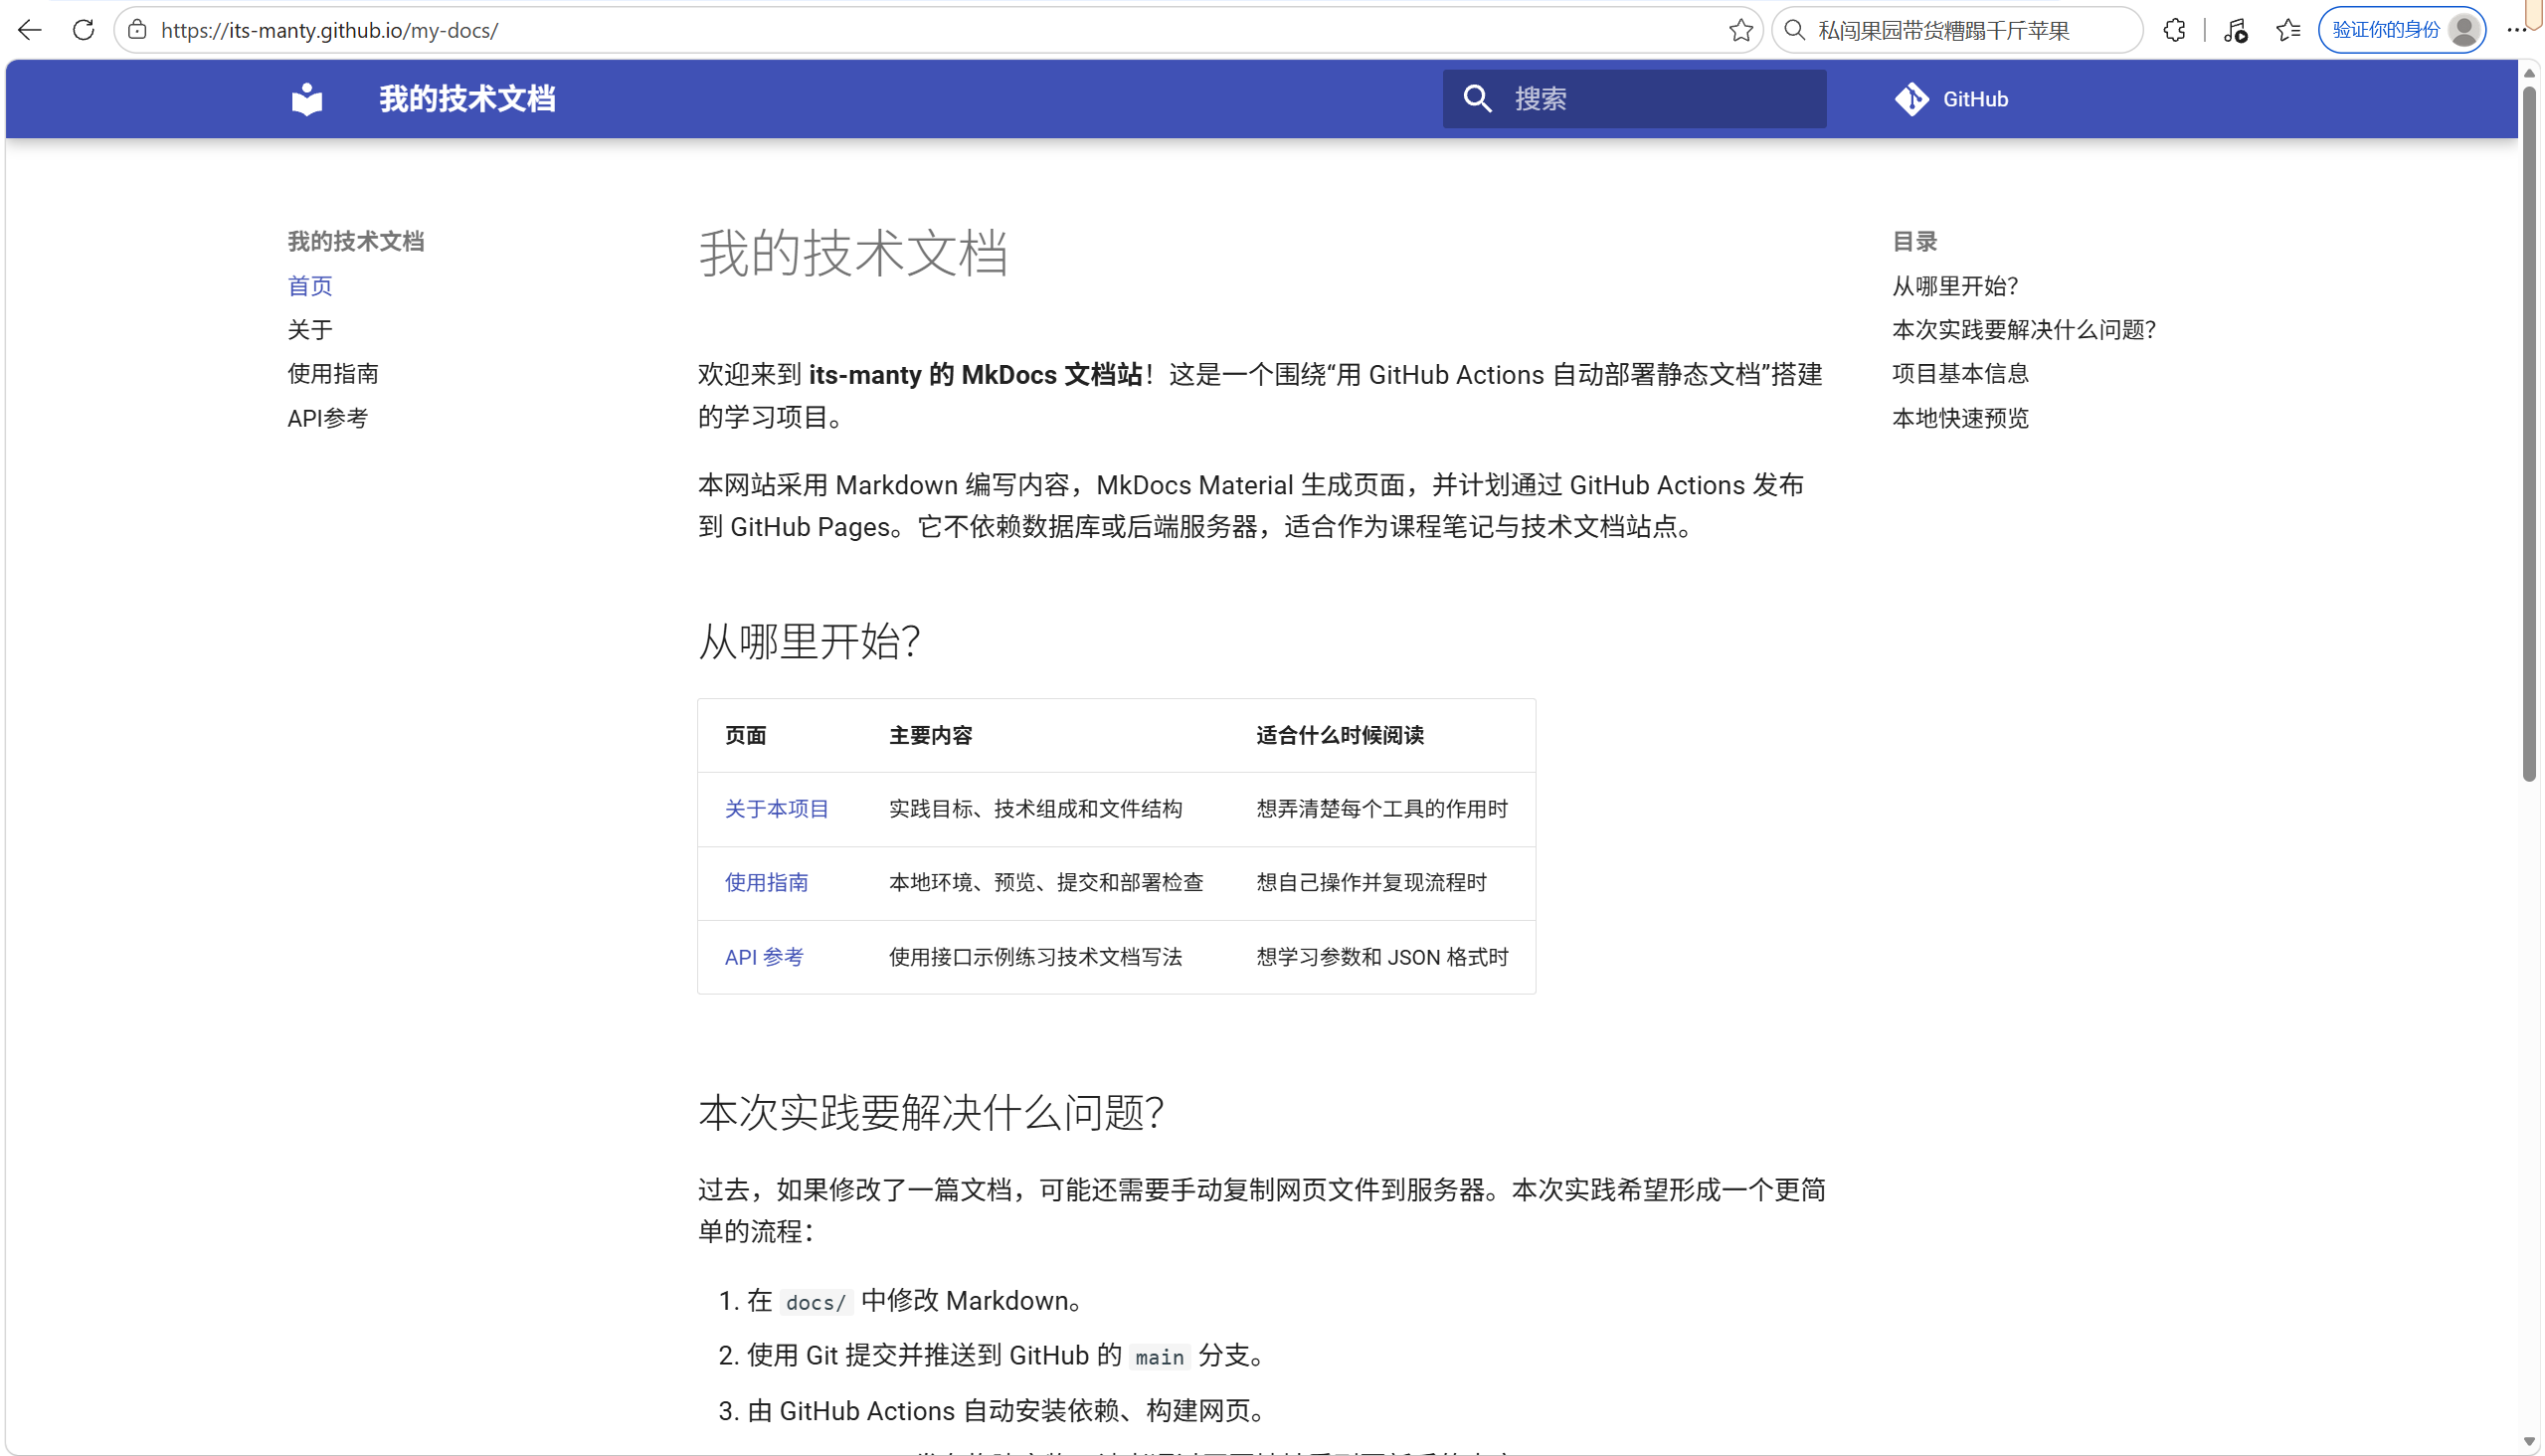 https://its-manty.github.io/my-docs/
私闯果园带货糟蹋千斤苹果
验证你的身份
我的技术文档
搜索
GitHub
我的技术文档
首页
关于
使用指南
API参考
我的技术文档
欢迎来到 its-manty 的 MkDocs 文档站！这是一个围绕“用 GitHub Actions 自动部署静态文档”搭建
的学习项目。
本网站采用 Markdown 编写内容，MkDocs Material 生成页面，并计划通过 GitHub Actions 发布
到 GitHub Pages。它不依赖数据库或后端服务器，适合作为课程笔记与技术文档站点。
从哪里开始？
页面 主要内容 适合什么时候阅读
关于本项目 实践目标、技术组成和文件结构 想弄清楚每个工具的作用时
使用指南 本地环境、预览、提交和部署检查 想自己操作并复现流程时
API 参考 使用接口示例练习技术文档写法 想学习参数和 JSON 格式时
本次实践要解决什么问题？
过去，如果修改了一篇文档，可能还需要手动复制网页文件到服务器。本次实践希望形成一个更简
单的流程：
1. 在 docs/ 中修改 Markdown。
2. 使用 Git 提交并推送到 GitHub 的 main 分支。
3. 由 GitHub Actions 自动安装依赖、构建网页。
目录
从哪里开始？
本次实践要解决什么问题？
项目基本信息
本地快速预览